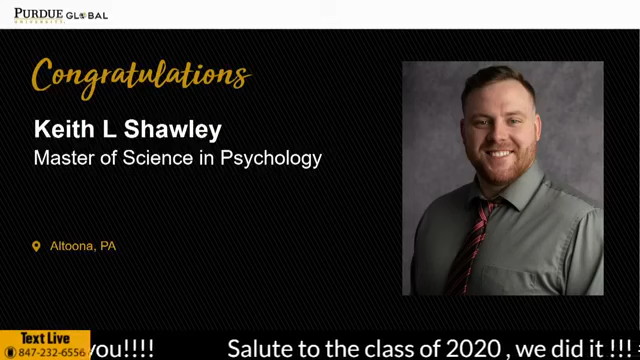 PURDUE GLOBAL
UNIVERSITY
Congratulations
Keith L Shawley
Master of Science in Psychology
Altoona, PA
Text Live
847-232-6556
you!!!! Salute to the class of 2020 , we did it !!!